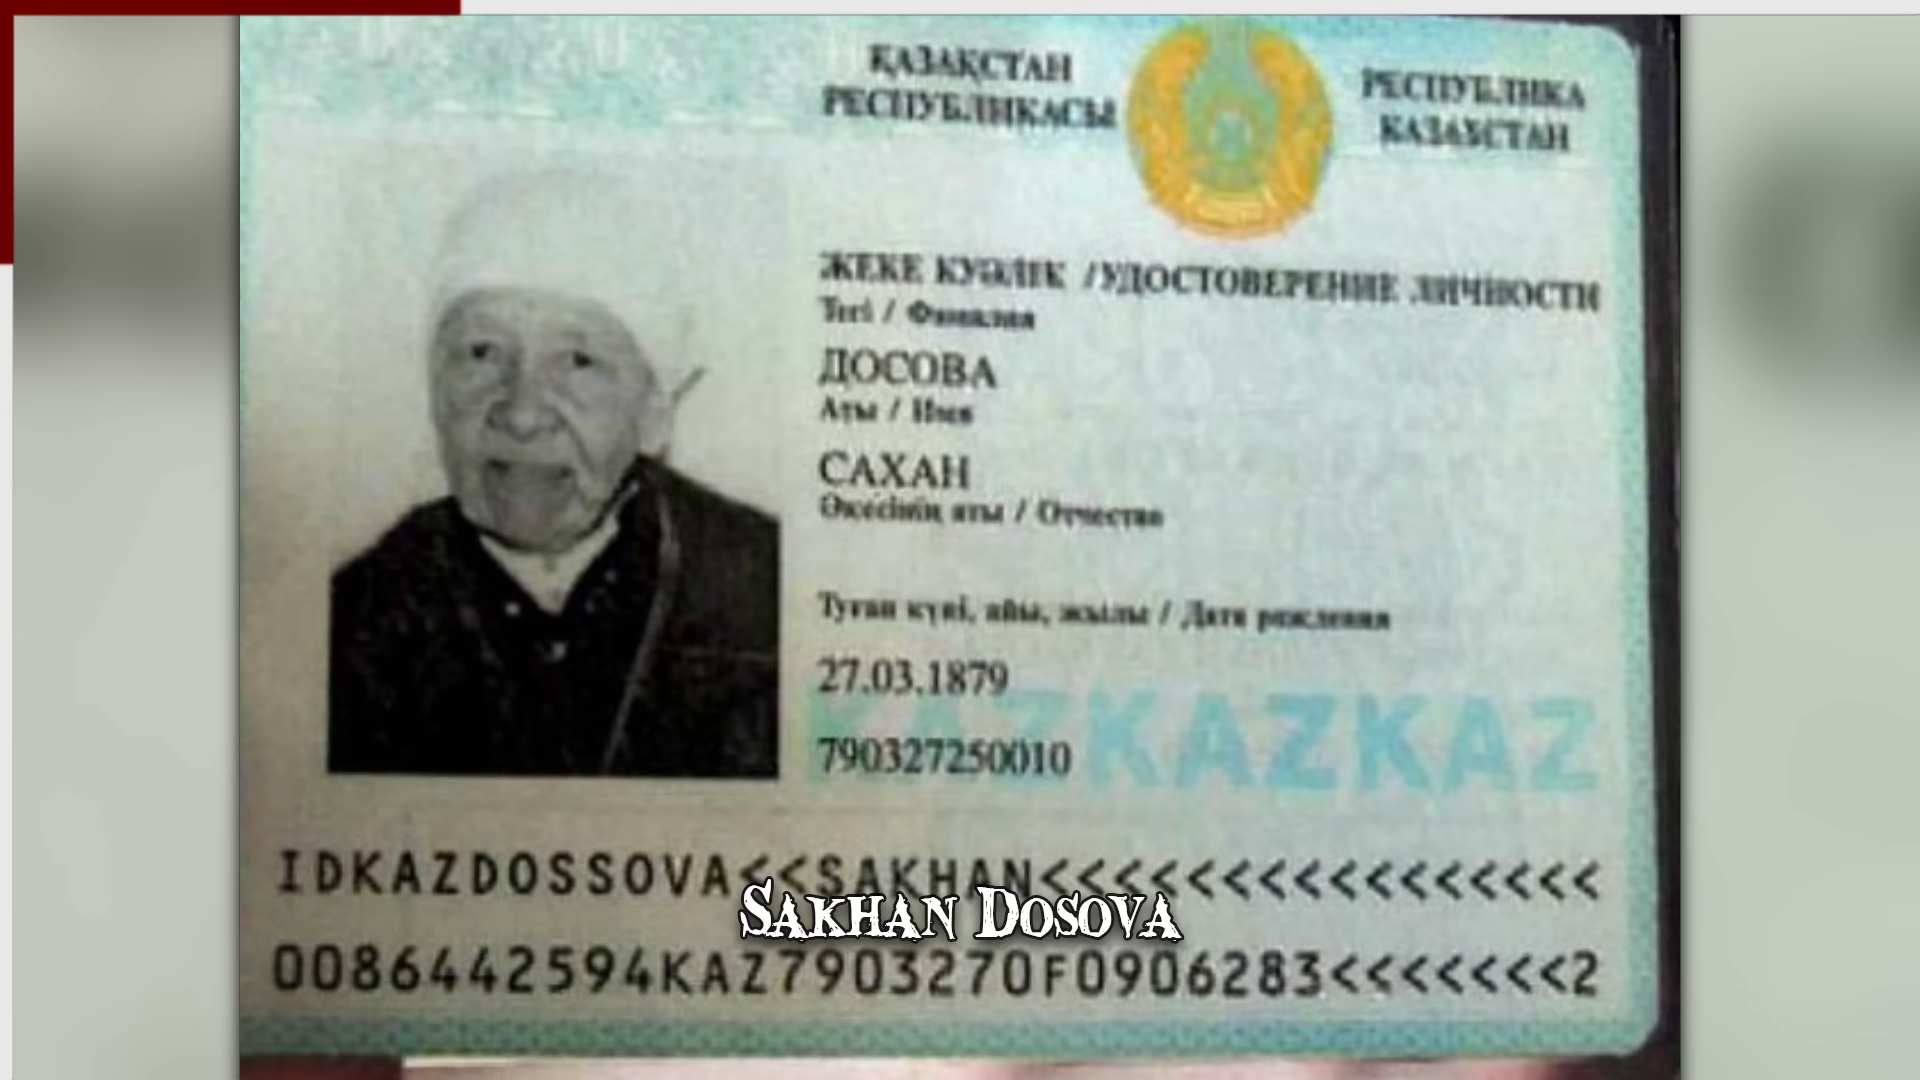 ҚАЗАҚСТАН
РЕСПУБЛИКАСЫ
РЕСПУБЛИКА
КАЗАХСТАН
ЖЕКЕ КУӘЛІК /УДОСТОВЕРЕНИЕ ЛИЧНОСТИ
Тегі / Фамилия
ДОСОВА
Аты / Имя
САХАН
Әкесінің аты / Отчество
Туған күні, айы, жылы / Дата рождения
27.03.1879
790327250010
KAZKAZKAZ
IDKAZDOSSOVA<<SAKHAN<<<<<<<<<<<<<<<<
SAKHAN DOSOVA
0086442594KAZ7903270F0906283<<<<<<<2